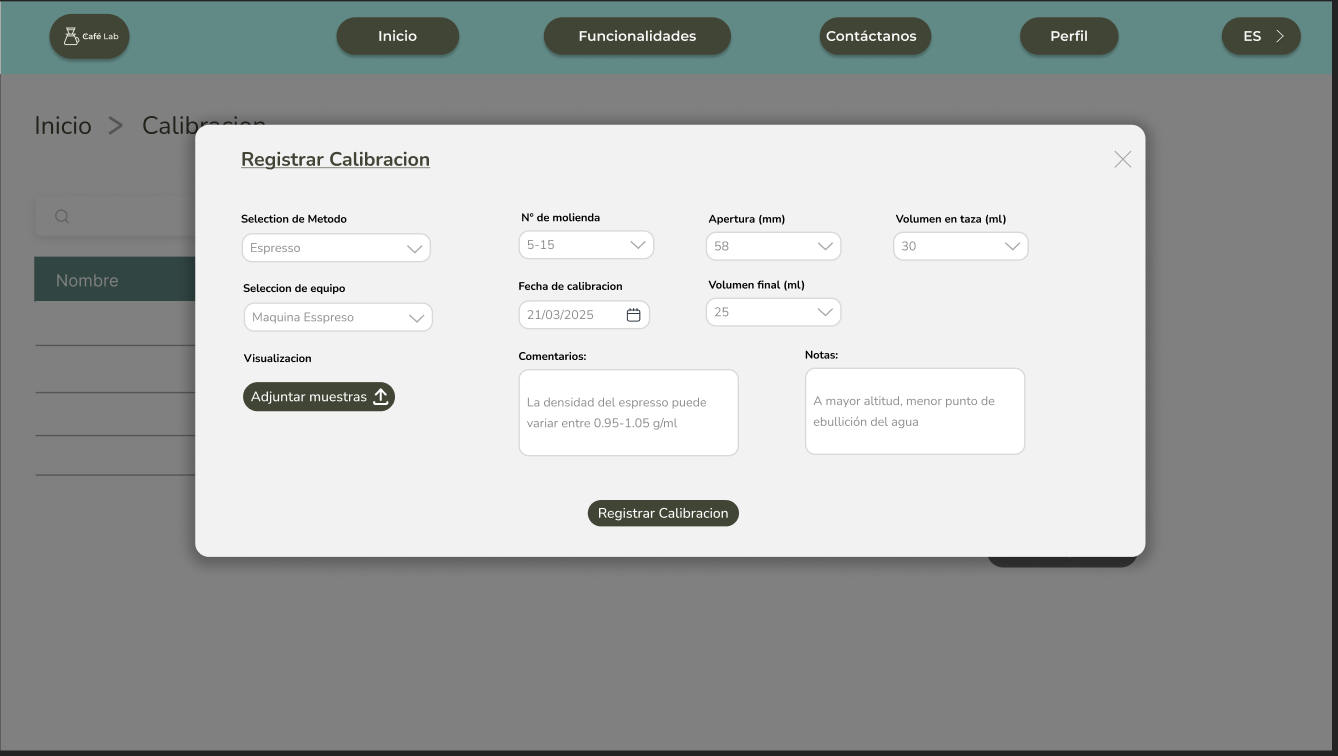 Café Lab
Inicio
Funcionalidades
Contáctanos
Perfil
ES
Inicio > Calibracion
Registrar Calibracion
Selection de Metodo
Espresso
N° de molienda
5-15
Apertura (mm)
58
Volumen en taza (ml)
30
Seleccion de equipo
Maquina Esspreso
Fecha de calibracion
21/03/2025
Volumen final (ml)
25
Visualizacion
Adjuntar muestras
Comentarios:
La densidad del espresso puede
variar entre 0.95-1.05 g/ml
Notas:
A mayor altitud, menor punto de
ebullición del agua
Registrar Calibracion
Nombre